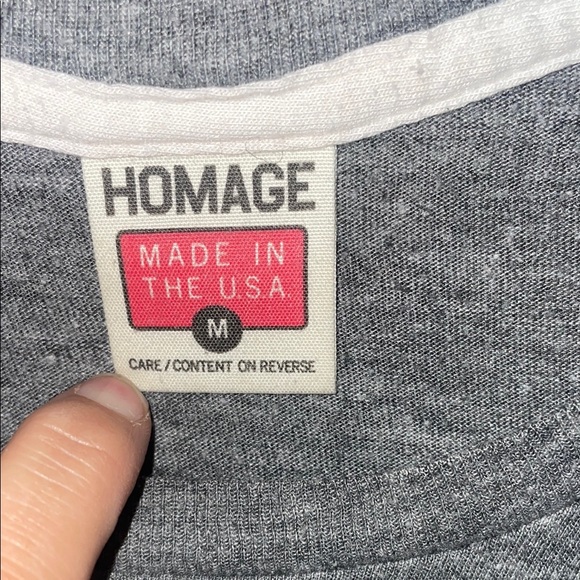 HOMAGE
MADE IN
THE U.S.A.
M
CARE/CONTENT ON REVERSE